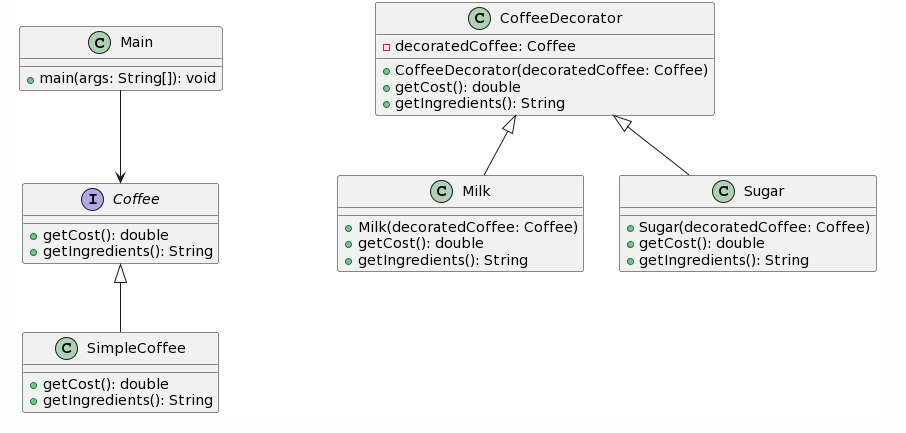 C Main
main(args: String[]): void
I Coffee
getCost(): double
getIngredients(): String
C SimpleCoffee
getCost(): double
getIngredients(): String
C CoffeeDecorator
decoratedCoffee: Coffee
CoffeeDecorator(decoratedCoffee: Coffee)
getCost(): double
getIngredients(): String
C Milk
Milk(decoratedCoffee: Coffee)
getCost(): double
getIngredients(): String
C Sugar
Sugar(decoratedCoffee: Coffee)
getCost(): double
getIngredients(): String